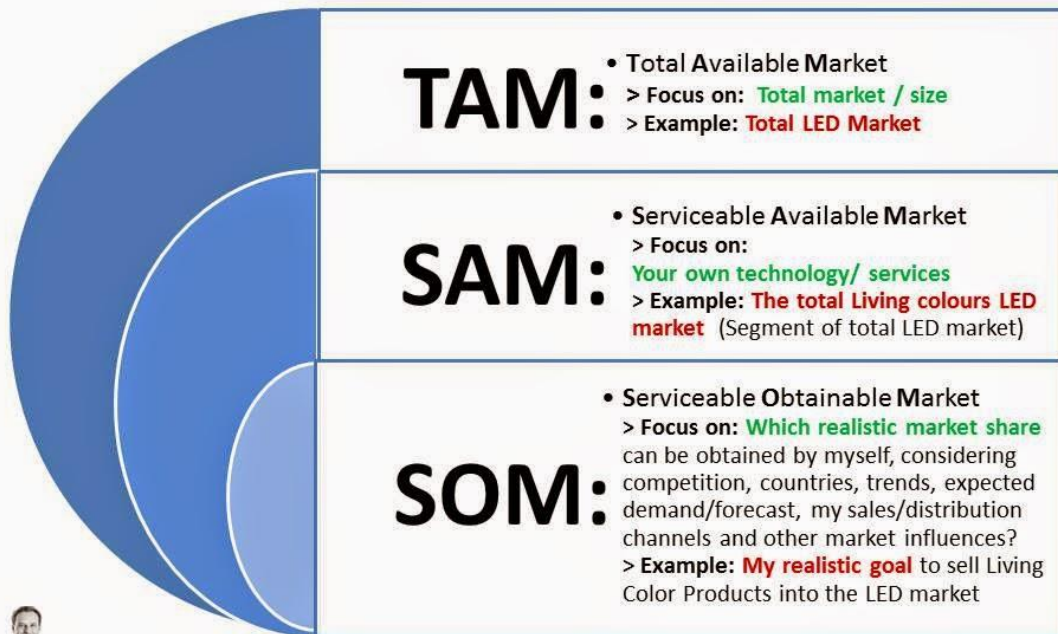 TAM:
• Total Available Market
> Focus on: Total market / size
> Example: Total LED Market
SAM:
• Serviceable Available Market
> Focus on:
Your own technology/ services
> Example: The total Living colours LED
market (Segment of total LED market)
SOM:
• Serviceable Obtainable Market
> Focus on: Which realistic market share
can be obtained by myself, considering
competition, countries, trends, expected
demand/forecast, my sales/distribution
channels and other market influences?
> Example: My realistic goal to sell Living
Color Products into the LED market